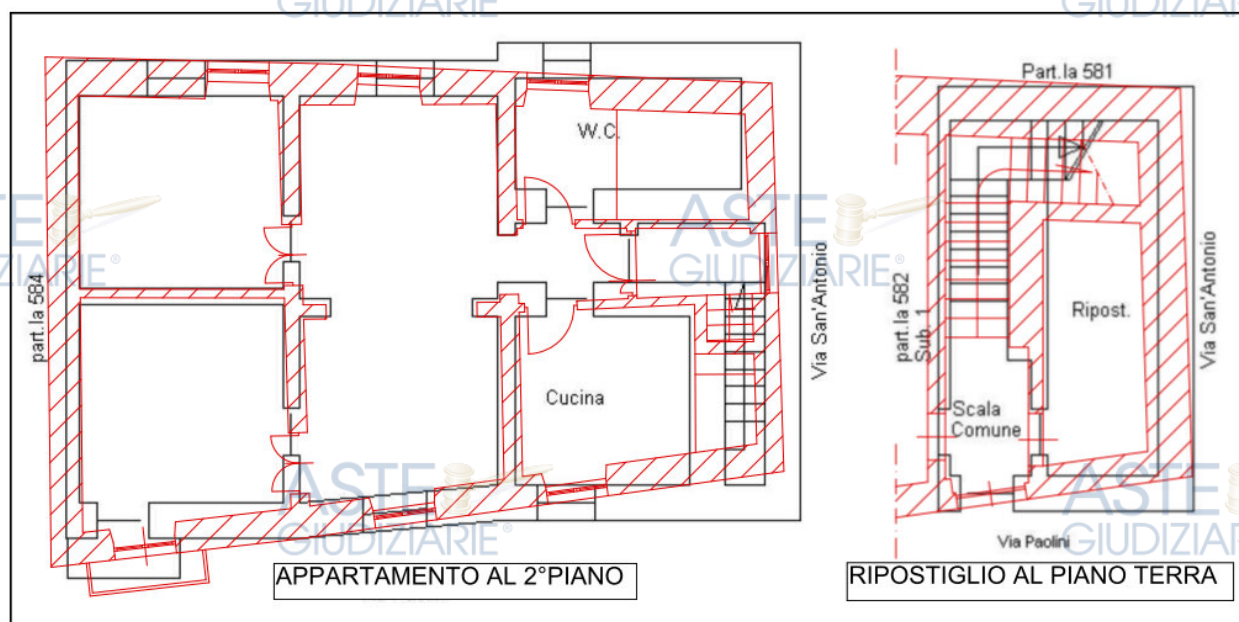 ASTE
GIUDIZIARIE®
GIUDIZIARIE
W.C.
part.la 584
Cucina
Via San'Antonio
APPARTAMENTO AL 2°PIANO
Part.la 581
part.la 582
Sub. 1
Ripost.
Scala
Comune
Via San'Antonio
Via Paolini
RIPOSTIGLIO AL PIANO TERRA
ASTE
GIUDIZIARIE®
ASTE
GIUDIZIARIE®
ASTE
GIUDIZIARIE